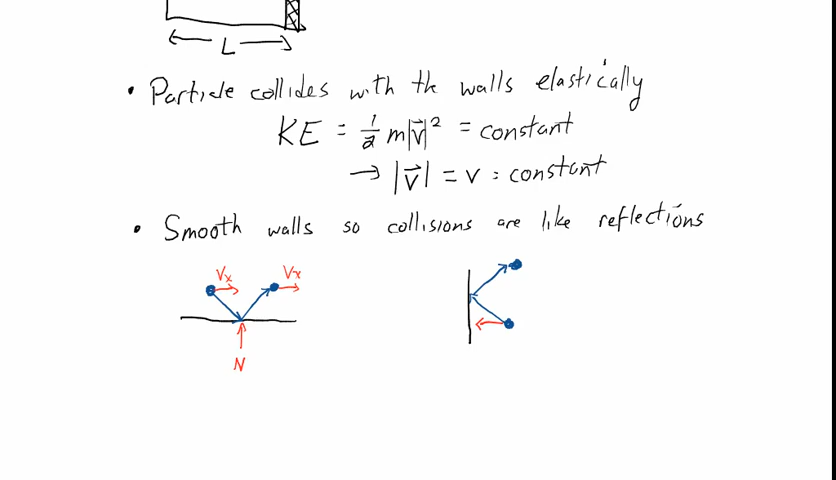 L
• Particle collides with the walls elastically
KE = 1/2 m|v⃗|² = constant
→ |v⃗| = v = constant
• Smooth walls so collisions are like reflections
Vx Vx
N